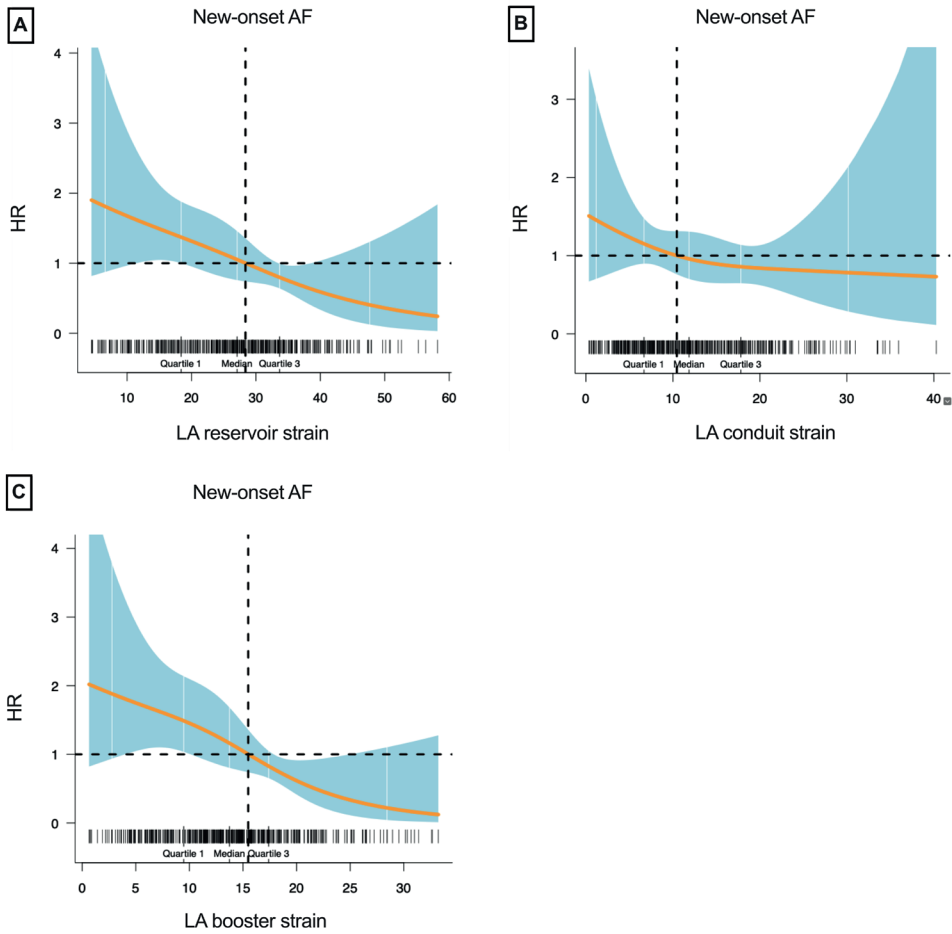 A
New-onset AF
HR
4
3
2
1
0
Quartile 1 Median Quartile 3
10 20 30 40 50 60
LA reservoir strain
B
New-onset AF
HR
3
2
1
0
Quartile 1 Median Quartile 3
0 10 20 30 40
LA conduit strain
C
New-onset AF
HR
4
3
2
1
0
Quartile 1 Median Quartile 3
0 5 10 15 20 25 30
LA booster strain